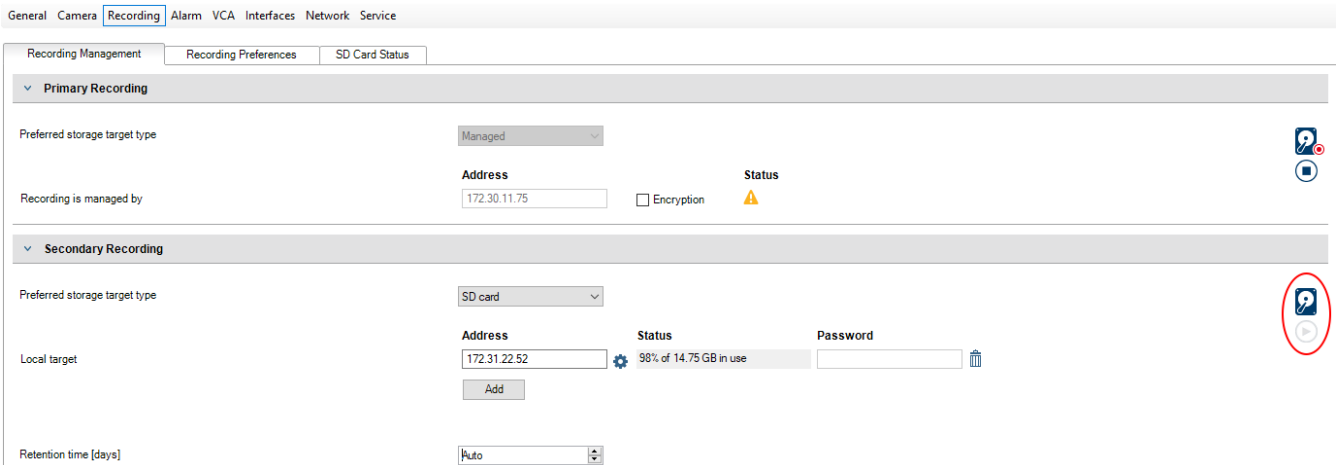 General Camera Recording Alarm VCA Interfaces Network Service
Recording Management Recording Preferences SD Card Status
Primary Recording
Preferred storage target type Managed
Address Status
Recording is managed by 172.30.11.75 Encryption
Secondary Recording
Preferred storage target type SD card
Address Status Password
Local target 172.31.22.52 98% of 14.75 GB in use
Add
Retention time [days] Auto